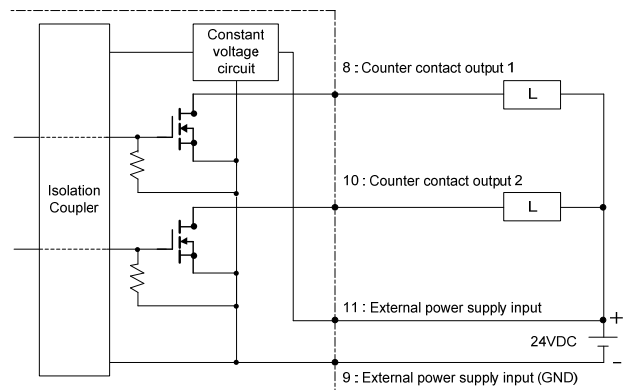 Constant
voltage
circuit
8 : Counter contact output 1
L
10 : Counter contact output 2
Isolation
Coupler
L
11 : External power supply input
+
24VDC
-
9 : External power supply input (GND)